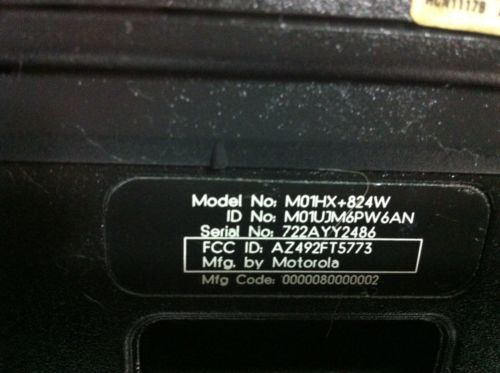 ACN11179
Model No: M01HX+824W
ID No: M01UJM6PW6AN
Serial No: 722AYY2486
FCC ID: AZ492FT5773
Mfg. by Motorola
Mfg Code: 0000080000002